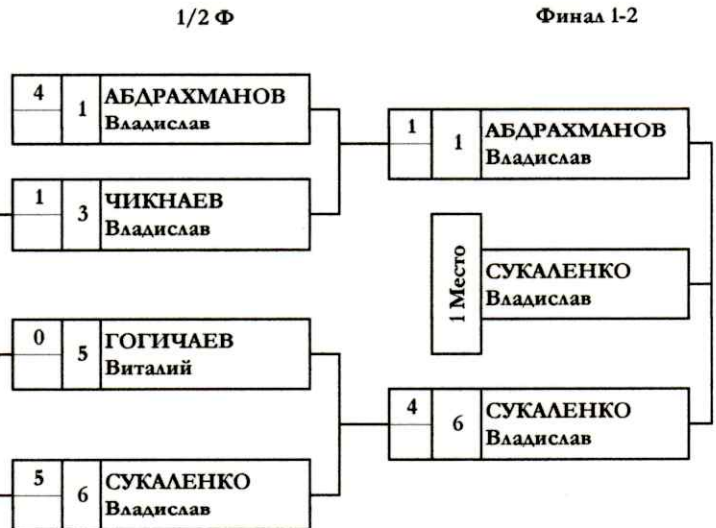 1/2 Ф
Финал 1-2
4
1
АБДРАХМАНОВ
Владислав
1
3
ЧИКНАЕВ
Владислав
0
5
ГОГИЧАЕВ
Виталий
5
6
СУКАЛЕНКО
Владислав
1
1
АБДРАХМАНОВ
Владислав
1 Место
СУКАЛЕНКО
Владислав
4
6
СУКАЛЕНКО
Владислав